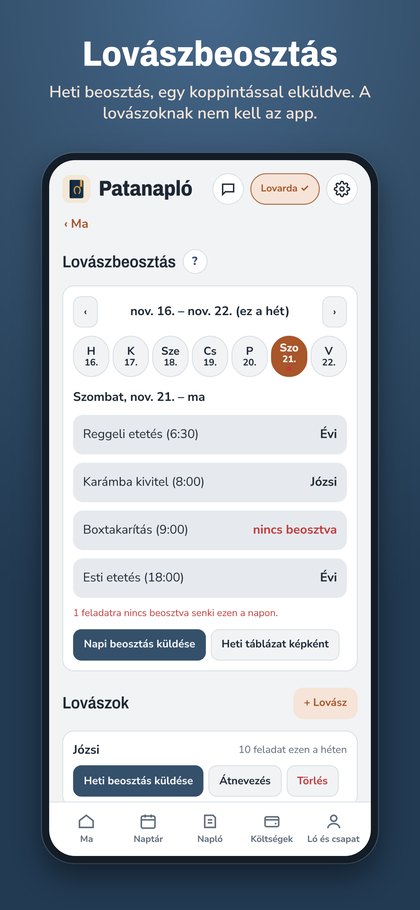 Lovászbeosztás
Heti beosztás, egy koppintással elküldve. A
lovászoknak nem kell az app.
Patanapló
Lovarda ✓
‹ Ma
Lovászbeosztás ?
‹ nov. 16. – nov. 22. (ez a hét) ›
H K Sze Cs P Szo V
16. 17. 18. 19. 20. 21. 22.
Szombat, nov. 21. – ma
Reggeli etetés (6:30) Évi
Karámba kivitel (8:00) Józsi
Boxtakarítás (9:00) nincs beosztva
Esti etetés (18:00) Évi
1 feladatra nincs beosztva senki ezen a napon.
Napi beosztás küldése Heti táblázat képként
Lovászok + Lovász
Józsi 10 feladat ezen a héten
Heti beosztás küldése Átnevezés Törlés
Ma Naptár Napló Költségek Ló és csapat